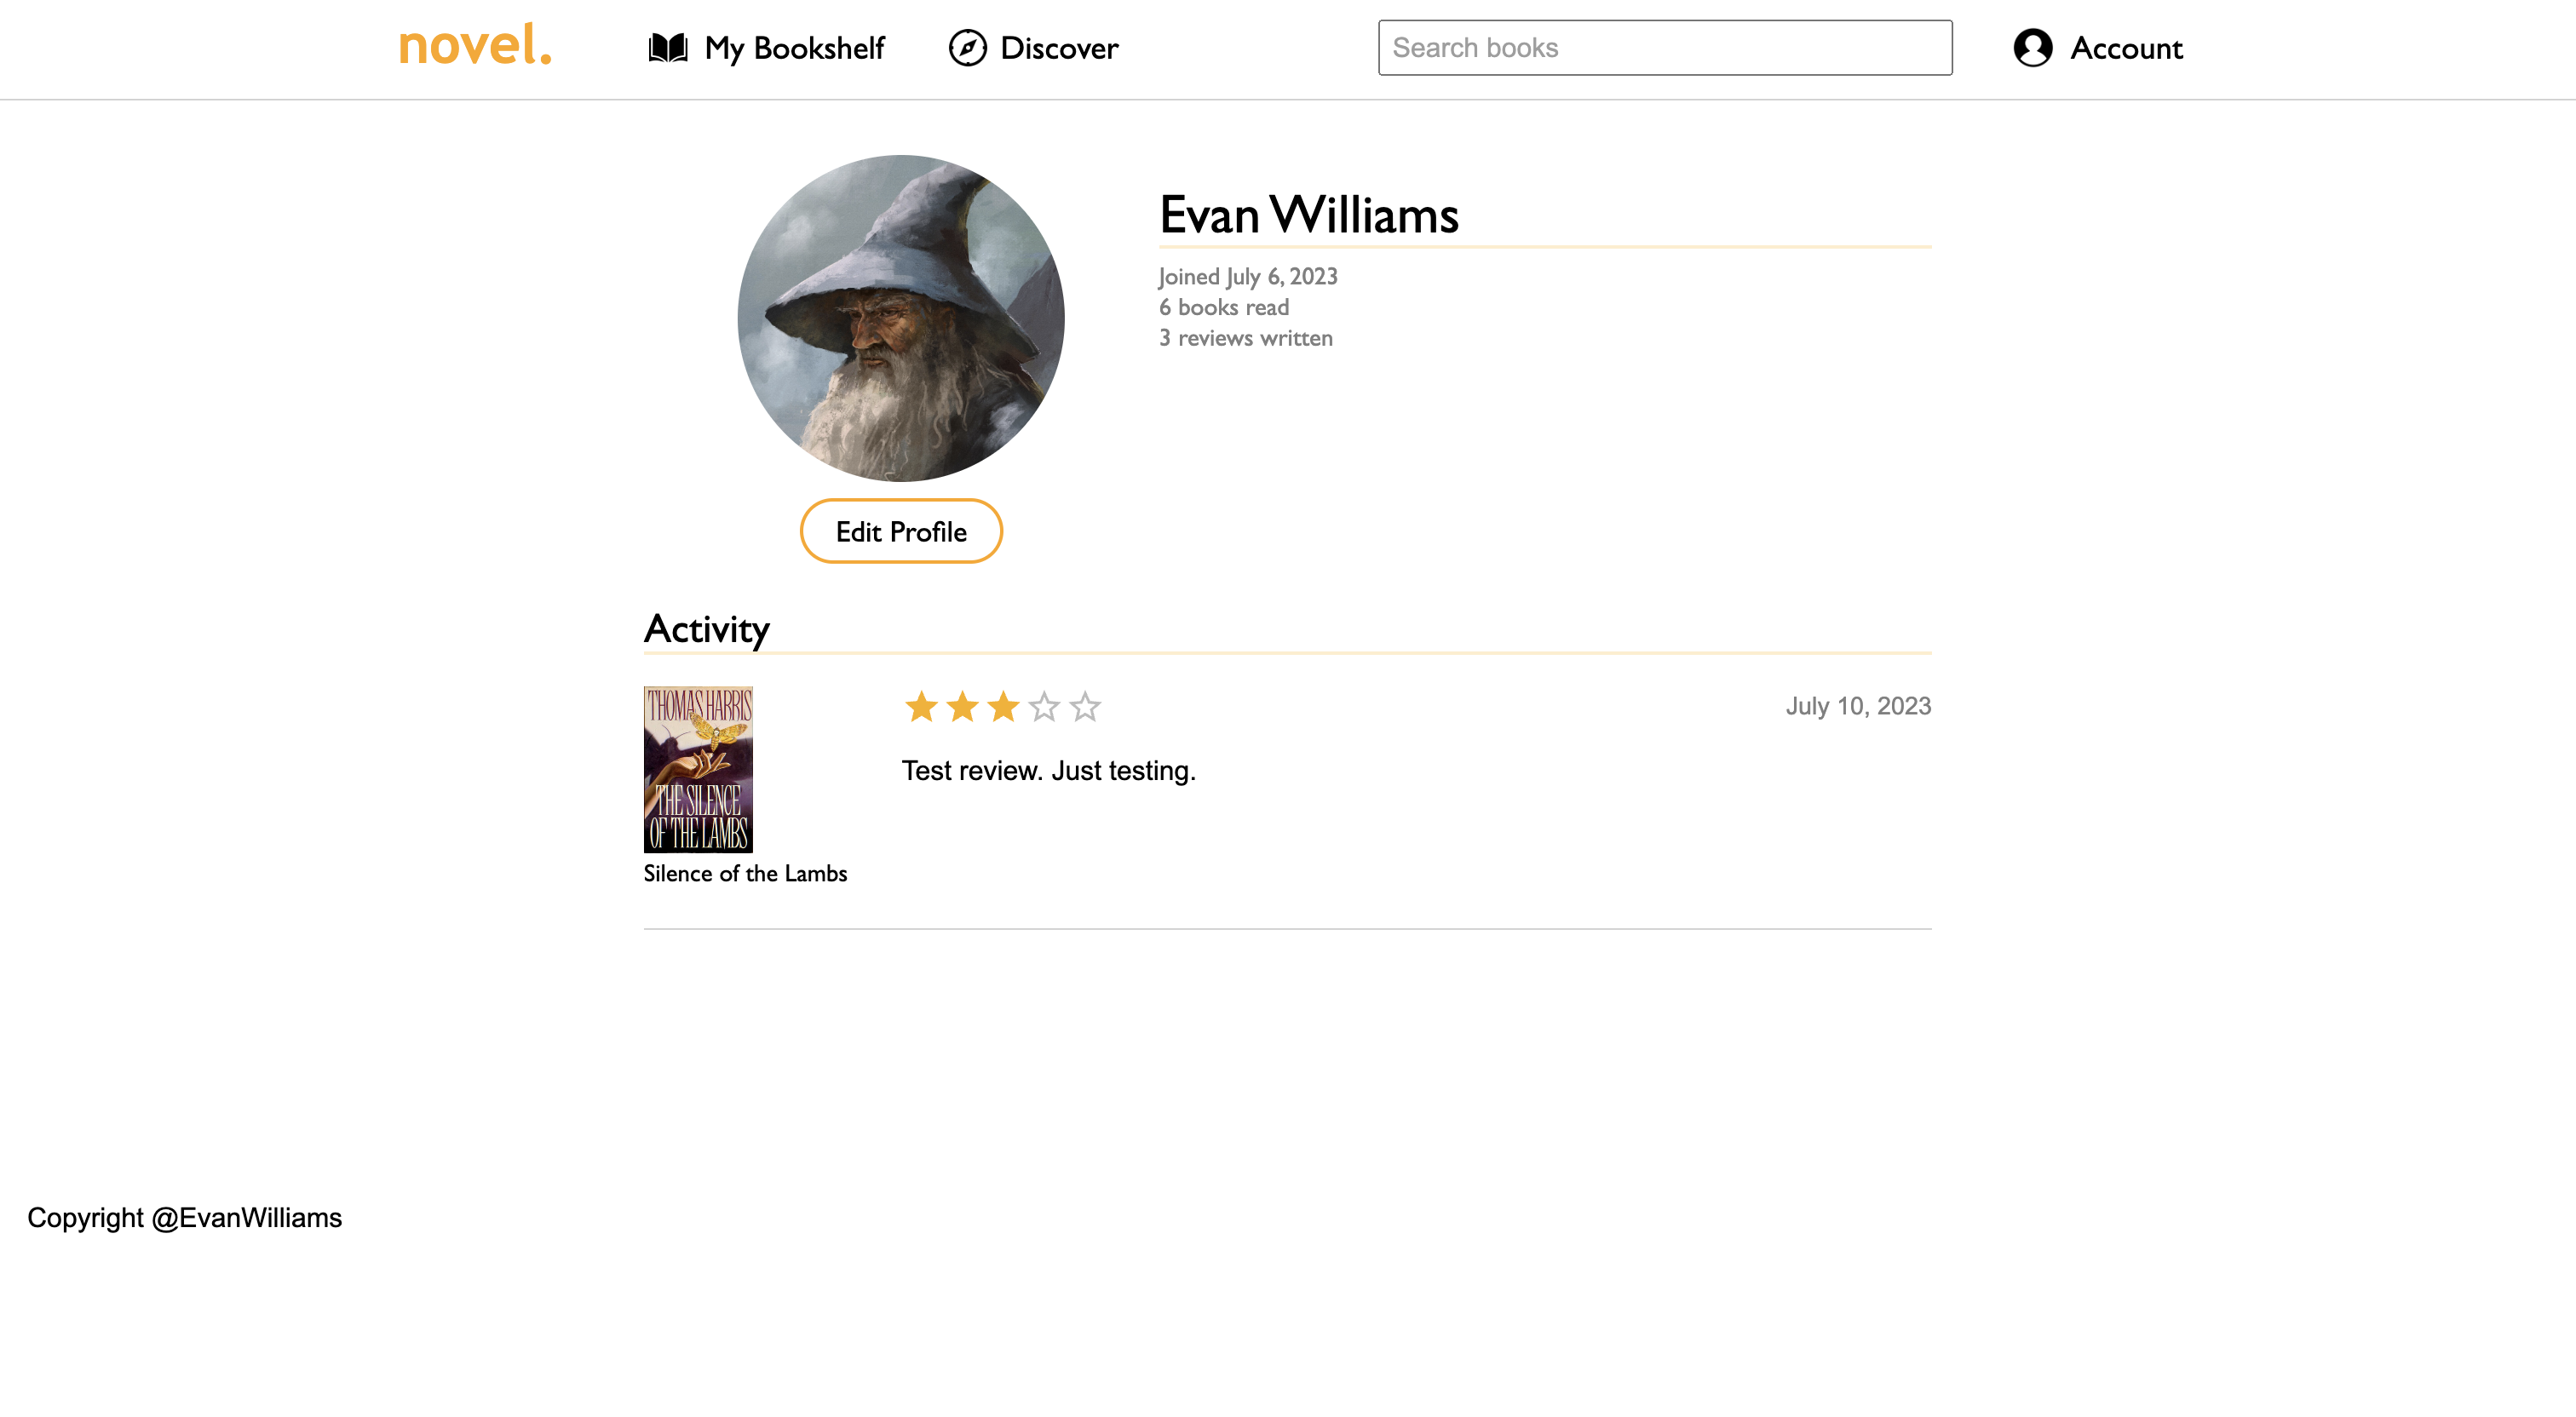 novel.
My Bookshelf
Discover
Search books
Account
Evan Williams
Joined July 6, 2023
6 books read
3 reviews written
Edit Profile
Activity
July 10, 2023
THOMAS HARRIS
THE SILENCE
OF THE LAMBS
Test review. Just testing.
Silence of the Lambs
Copyright @EvanWilliams